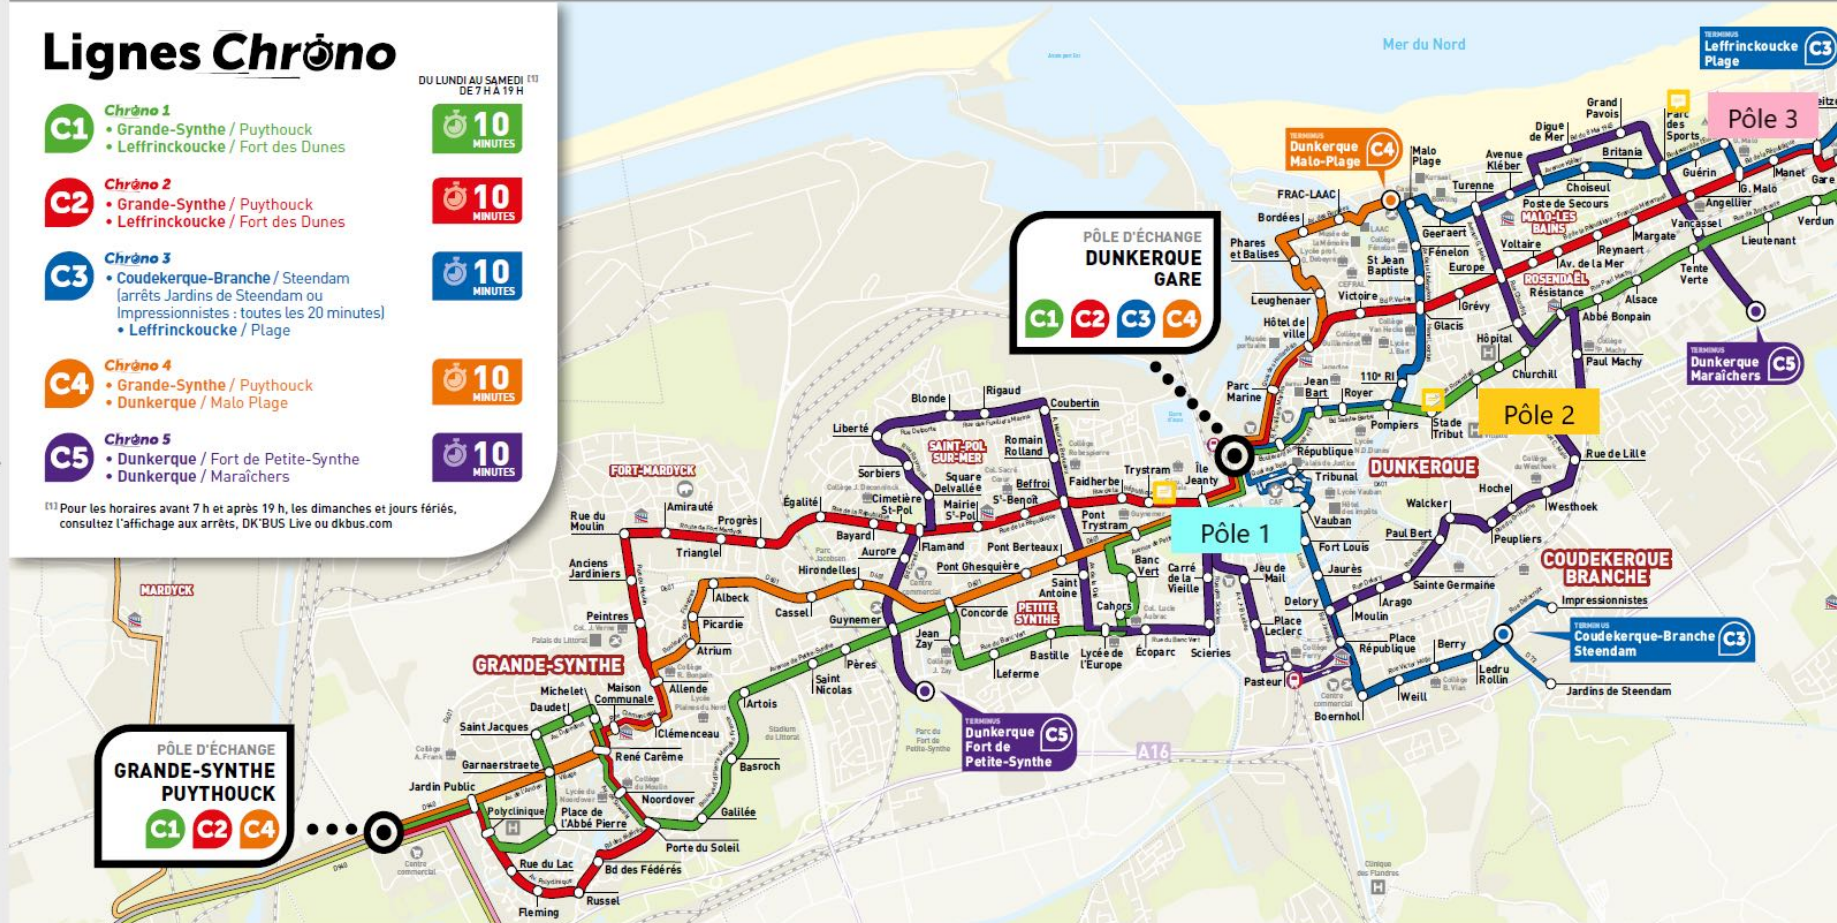 Lignes Chrono
DU LUNDI AU SAMEDI [1]
DE 7 H À 19 H
C1
Chrono 1
• Grande-Synthe / Puythouck
• Leffrinckoucke / Fort des Dunes
10
MINUTES
C2
Chrono 2
• Grande-Synthe / Puythouck
• Leffrinckoucke / Fort des Dunes
10
MINUTES
C3
Chrono 3
• Coudekerque-Branche / Steendam
(arrêts Jardins de Steendam ou
Impressionnistes : toutes les 20 minutes)
• Leffrinckoucke / Plage
10
MINUTES
C4
Chrono 4
• Grande-Synthe / Puythouck
• Dunkerque / Malo Plage
10
MINUTES
C5
Chrono 5
• Dunkerque / Fort de Petite-Synthe
• Dunkerque / Maraîchers
10
MINUTES
[1] Pour les horaires avant 7 h et après 19 h, les dimanches et jours fériés,
consultez l'affichage aux arrêts, DK'BUS Live ou dkbus.com
Mer du Nord
TERMINUS
Leffrinckoucke
Plage
C3
Pôle 3
Grand
Pavois
Parc
des
Sports
Digue
de Mer
Britania
Avenue
Kléber
Guérin
Manet
Gare
Choiseul
G. Malo
TERMINUS
Dunkerque
Malo-Plage
C4
Malo
Plage
Turenne
Poste de Secours
Angellier
FRAC-LAAC
MALO-LES
BAINS
Bordées
Geeraert
Vancassel
Verdun
Voltaire
Margate
Lieutenant
Phares
et Balises
Fénelon
Reynaert
St Jean
Baptiste
Europe
Av. de la Mer
ROSENDAËL
Tente
Verte
Leughenaer
Victoire
Grévy
Résistance
Alsace
Abbé Bonpain
Hôtel de
ville
Glacis
Hôpital
Paul Machy
TERMINUS
Dunkerque
Maraîchers
C5
Churchill
Parc
Marine
Jean
Bart
110e RI
Royer
Pôle 2
Pompiers
Stade
Tribut
PÔLE D'ÉCHANGE
DUNKERQUE
GARE
C1 C2 C3 C4
Rigaud
Blonde
Coubertin
Liberté
SAINT-POL
SUR-MER
Romain
Rolland
République
DUNKERQUE
Rue de Lille
FORT-MARDYCK
Sorbiers
Square
Delvallée
Beffroi
Faidherbe
Trystram
Île
Jeanty
Tribunal
Égalité
Cimetière
St-Pol
Mairie
St-Pol
St-Benoît
Hoche
Walcker
Westhoek
Rue du
Moulin
Amirauté
Progrès
Pont
Trystram
Pôle 1
Vauban
Paul Bert
Peupliers
Triangle
Bayard
Flamand
Pont Berteaux
Fort Louis
COUDEKERQUE
BRANCHE
Aurore
Anciens
Jardiniers
Hirondelles
Pont Ghesquière
Banc
Vert
Carré
de la
Vieille
Jeu de
Mail
Jaurès
Saint
Antoine
Sainte Germaine
MARDYCK
Albeck
Cassel
Concorde
PETITE
SYNTHE
Cahors
Delory
Arago
Impressionnistes
Peintres
Picardie
Guynemer
Moulin
Jean
Zay
Place
Leclerc
Place
République
Berry
TERMINUS
Coudekerque-Branche
Steendam
C3
Atrium
GRANDE-SYNTHE
Pères
Bastille
Lycée de
l'Europe
Écoparc
Scieries
Leferme
Saint
Nicolas
Pasteur
Ledru
Rollin
Weill
Jardins de Steendam
Boernhol
Michelet
Maison
Communale
Allende
Daudet
Artois
Saint Jacques
Clémenceau
TERMINUS
Dunkerque
Fort de
Petite-Synthe
C5
A16
PÔLE D'ÉCHANGE
GRANDE-SYNTHE
PUYTHOUCK
C1 C2 C4
Garnaerstraete
René Carême
Basroch
Jardin Public
Noordover
Polyclinique
Place de
l'Abbé Pierre
Galilée
Porte du Soleil
Rue du Lac
Bd des Fédérés
Russel
Fleming
Centre
commercial
Clinique
des Flandres
H